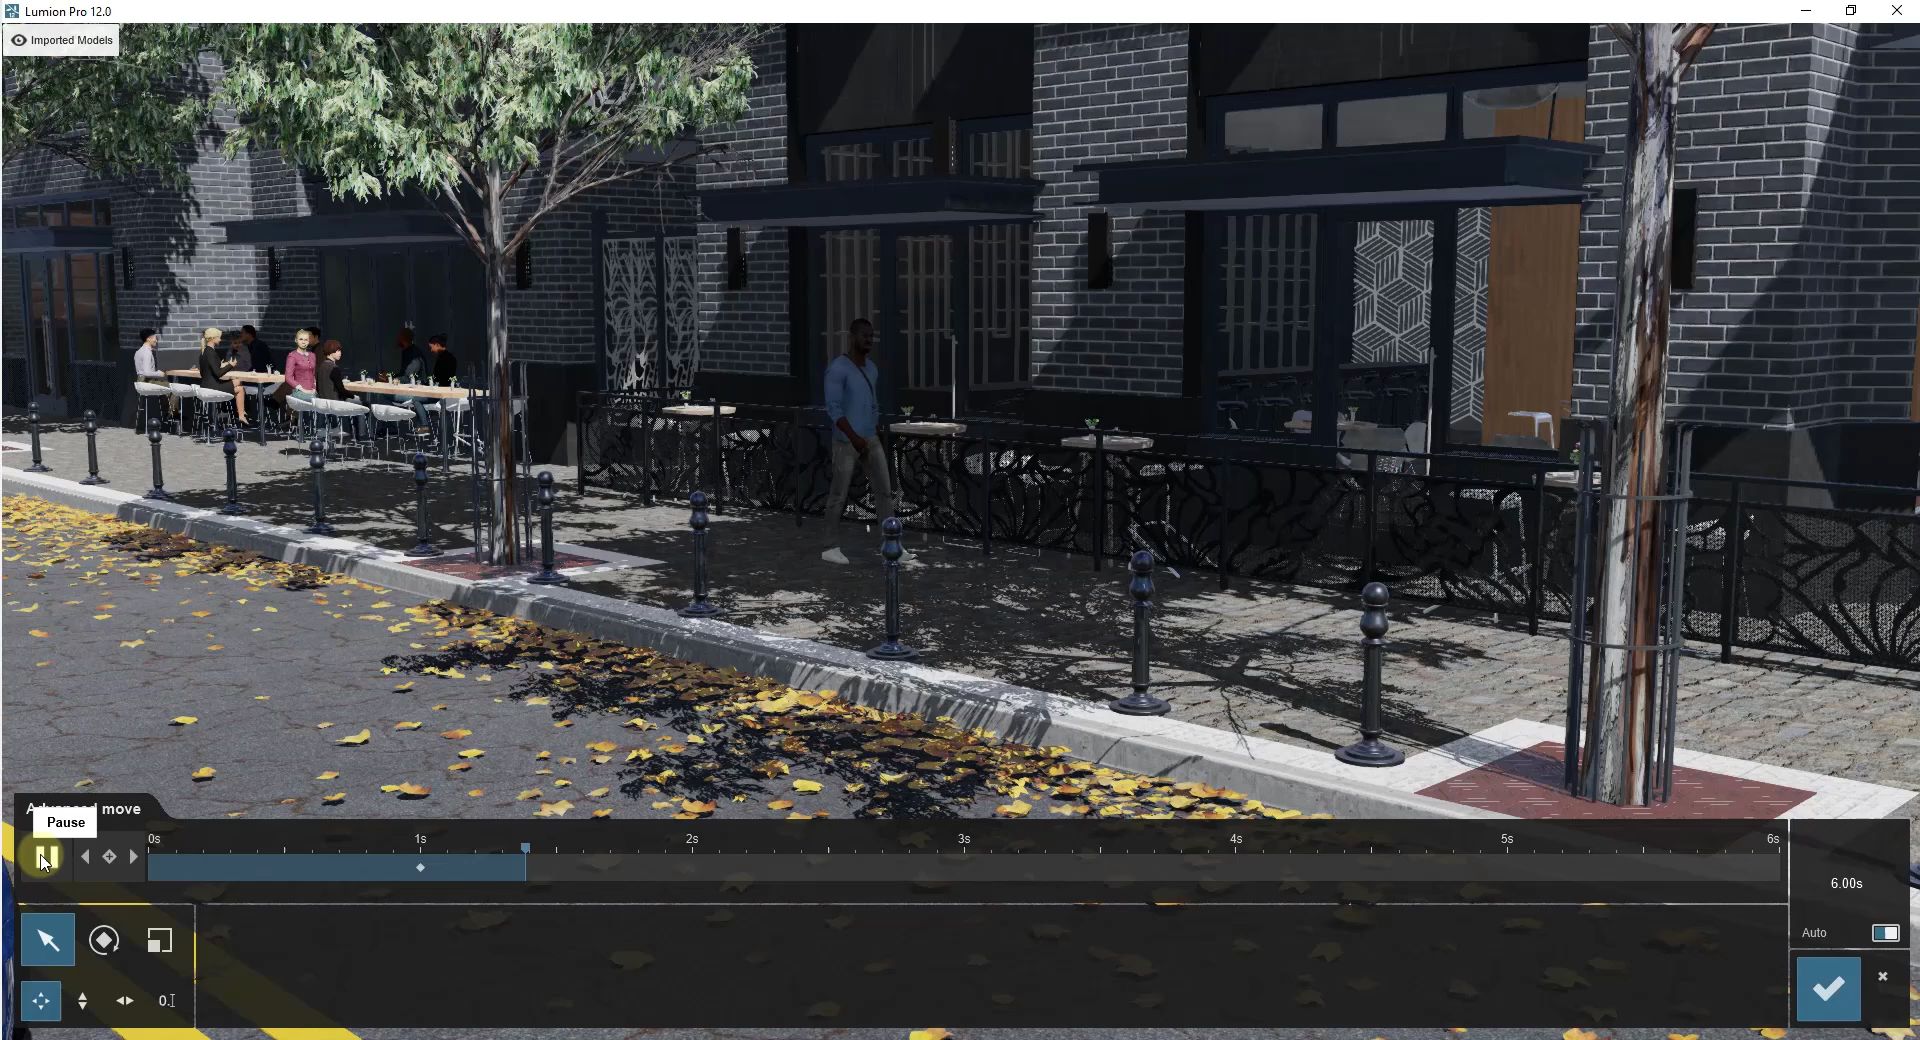 Lumion Pro 12.0
Imported Models
Advanced move
Pause
0s 1s 2s 3s 4s 5s 6s
6.00s
Auto
0.